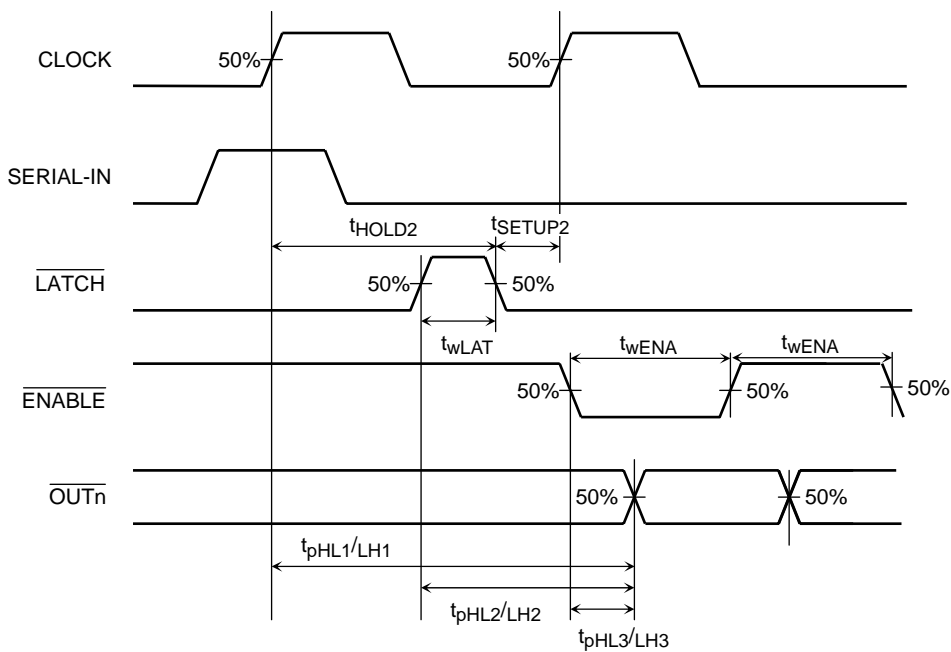 CLOCK
50%
50%
SERIAL-IN
tHOLD2
tSETUP2
LATCH
50%
50%
twLAT
twENA
twENA
ENABLE
50%
50%
50%
OUTn
50%
50%
tpHL1/LH1
tpHL2/LH2
tpHL3/LH3